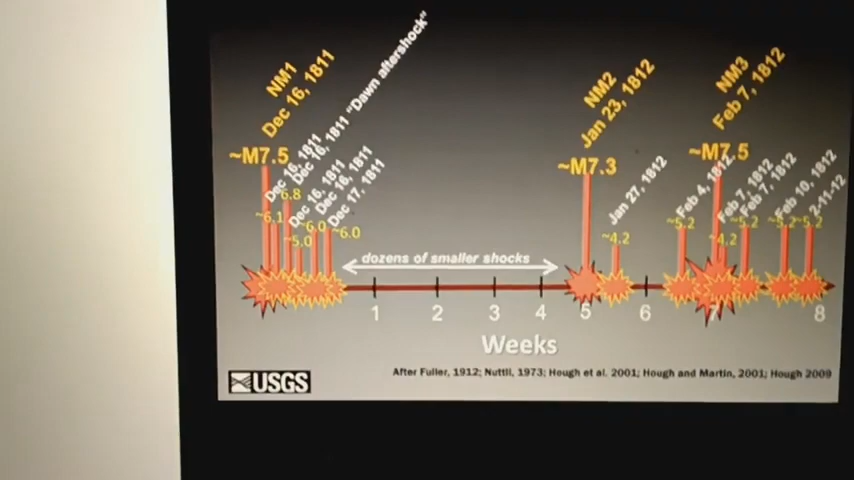 NM1
Dec 16, 1811
~M7.5
Dec 16, 1811
~6.1
Dec 16, 1811 "Dawn aftershock"
6.8
Dec 16, 1811
~5.0
Dec 16, 1811
~6.0
Dec 17, 1811
~6.0
dozens of smaller shocks
NM2
Jan 23, 1812
~M7.3
Jan 27, 1812
~4.2
Feb 4, 1812
~5.2
NM3
Feb 7, 1812
~M7.5
Feb 7, 1812
~4.2
Feb 7, 1812
~5.2
Feb 10, 1812
~5.2
2-11-12
~5.2
1 2 3 4 5 6 7 8
Weeks
USGS
After Fuller, 1912; Nuttli, 1973; Hough et al. 2001; Hough and Martin, 2001; Hough 2009